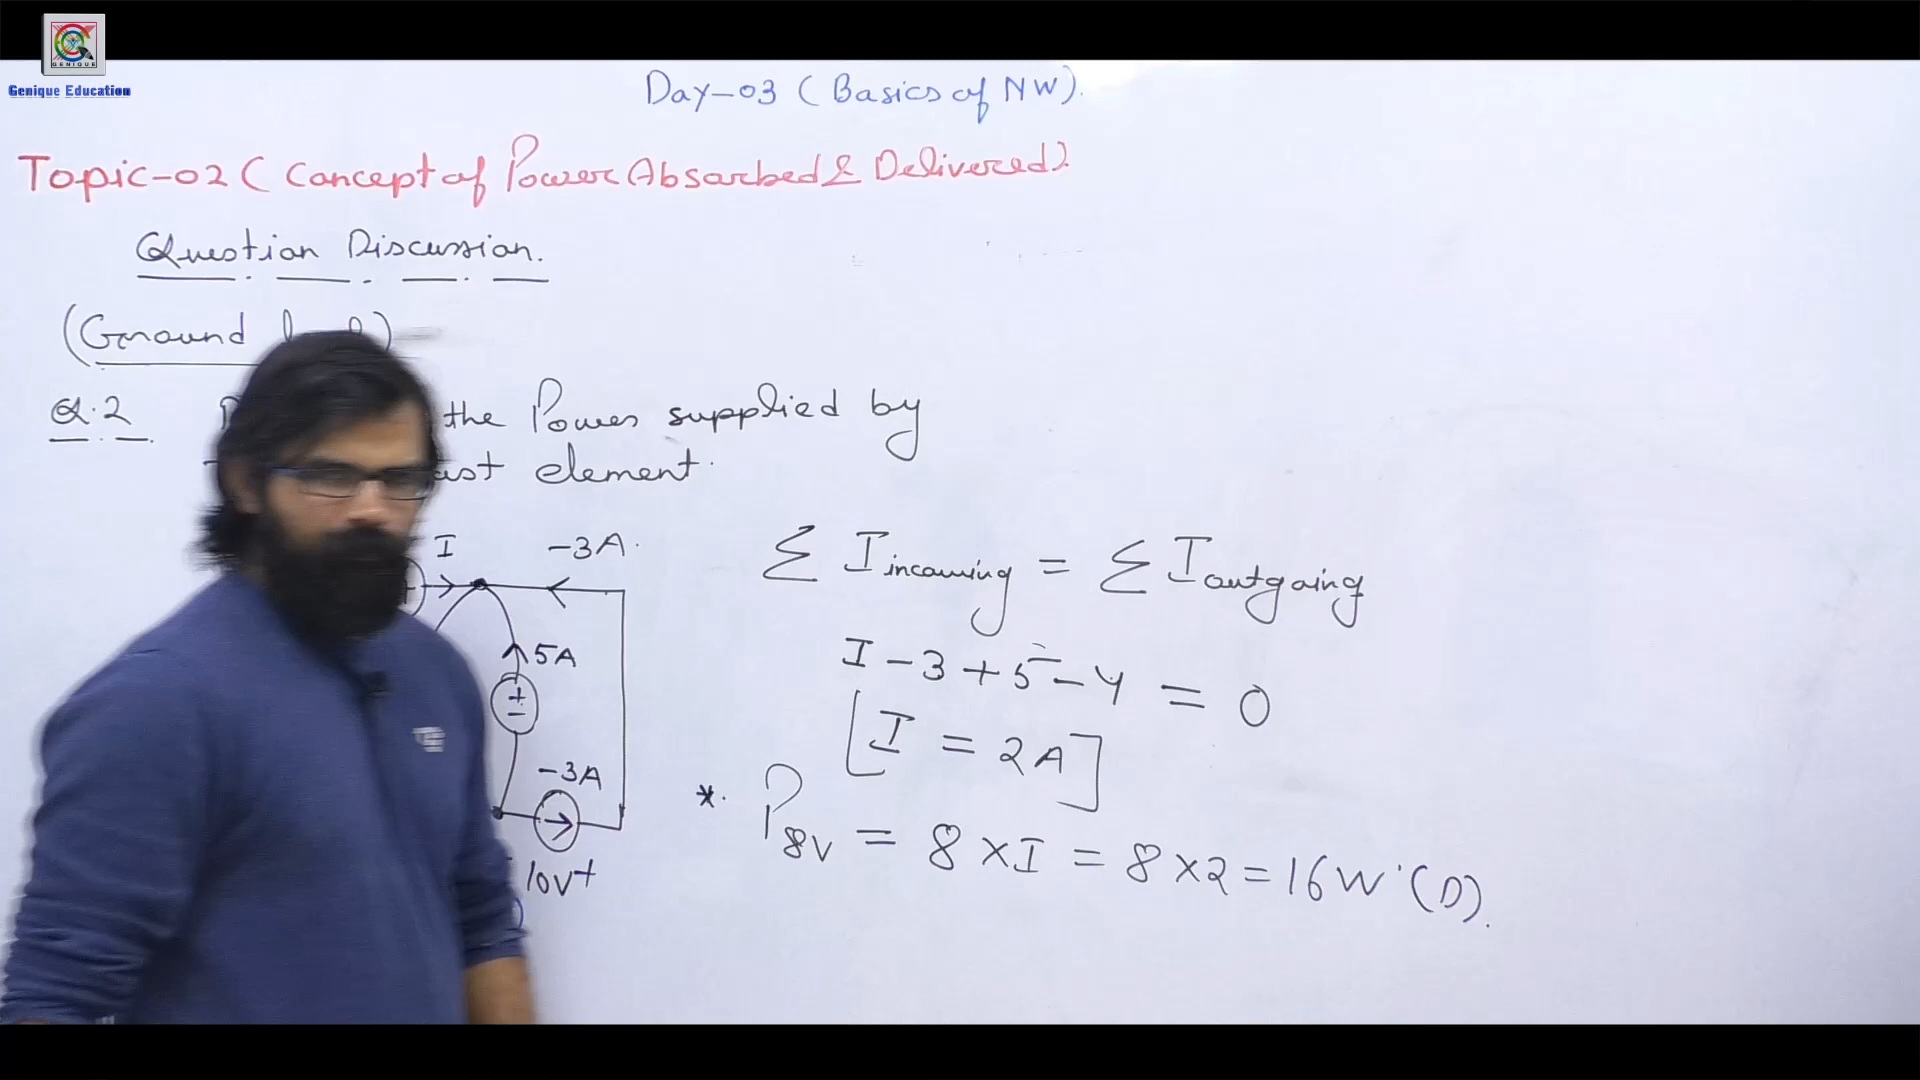 GENIQUE
Genique Education
Day-03 (Basics of NW).
Topic-02 (Concept of Power Absorbed & Delivered).
Question Discussion.
(Ground
Q.2 the Power supplied by
element.
I -3A.
Σ I incoming = Σ I outgoing
5A
+
-
I - 3 + 5 - 4 = 0
[I = 2A]
-3A
* P8V = 8 × I = 8 × 2 = 16W (D).
10V +